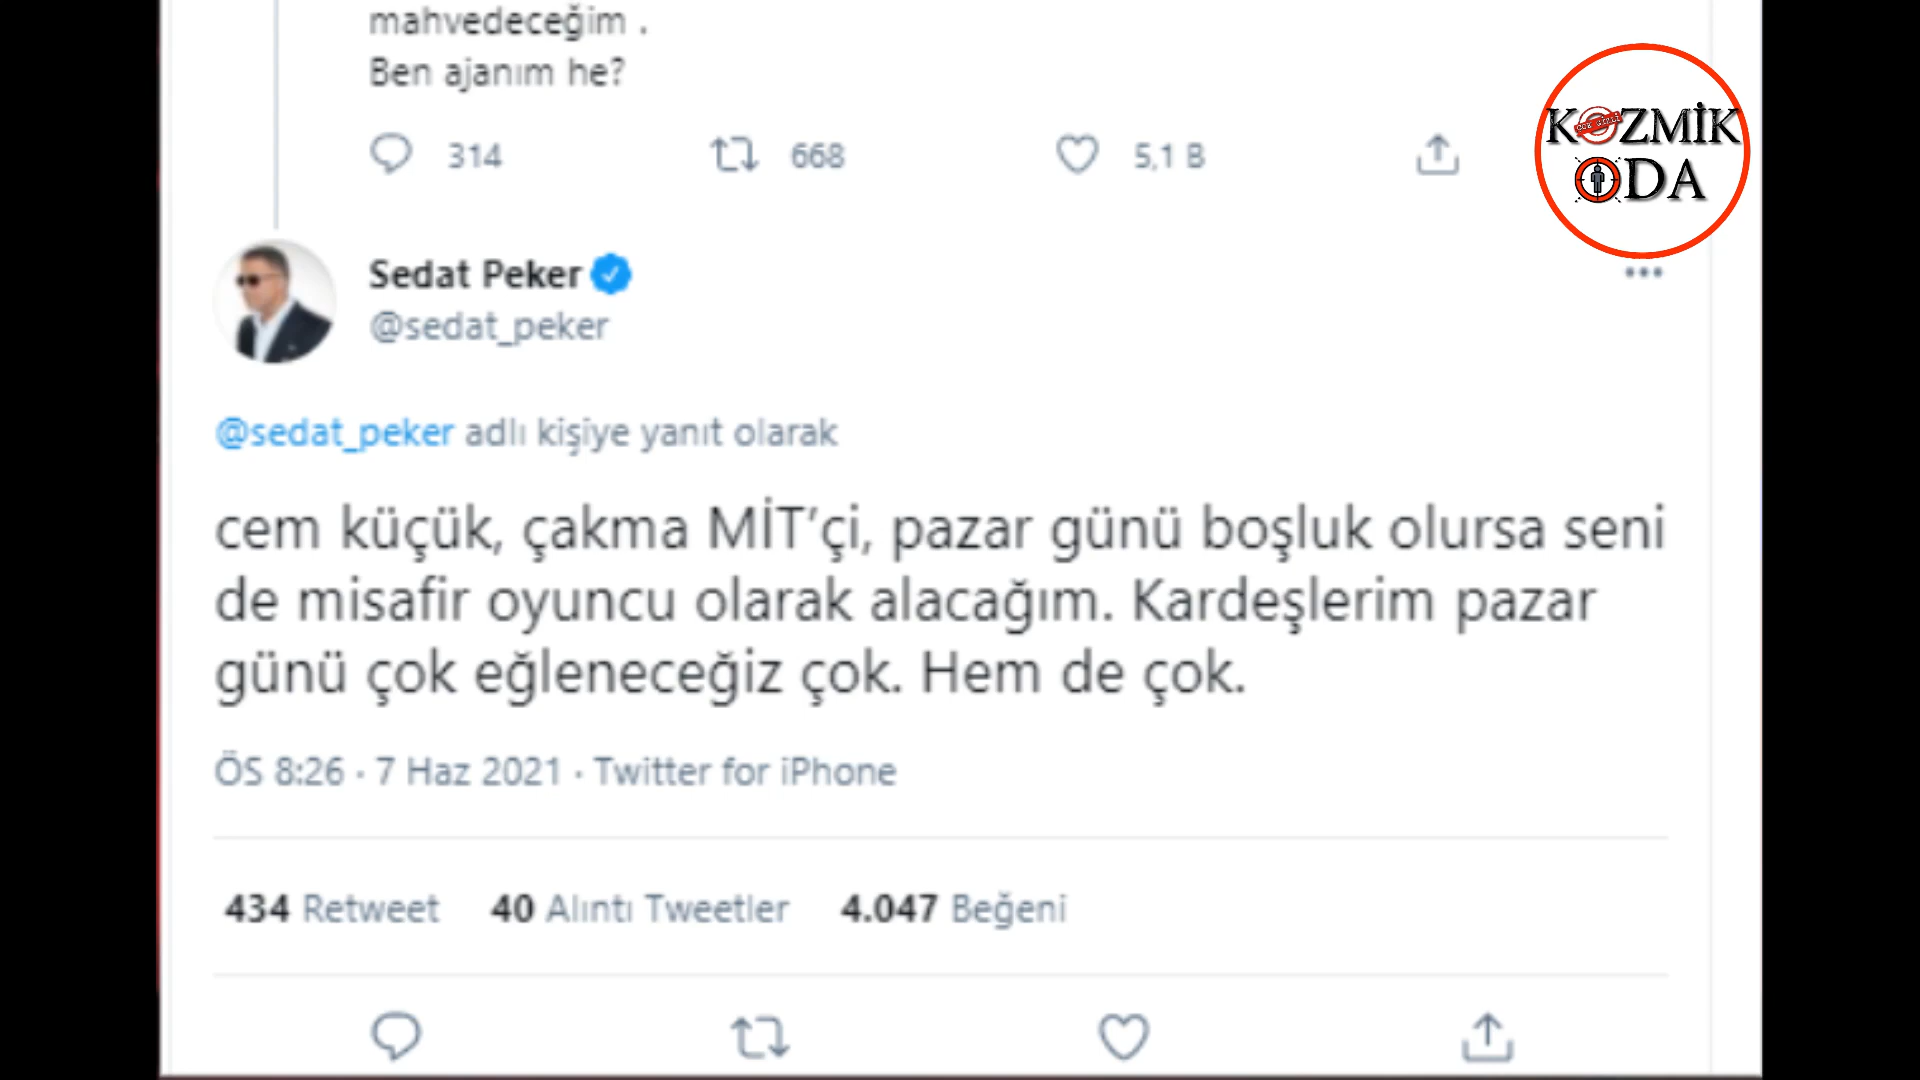 mahvedeceğim .
Ben ajanım he?
314 668 5,1 B
KOZMİK
ODA
Sedat Peker
@sedat_peker
@sedat_peker adlı kişiye yanıt olarak
cem küçük, çakma MİT’çi, pazar günü boşluk olursa seni
de misafir oyuncu olarak alacağım. Kardeşlerim pazar
günü çok eğleneceğiz çok. Hem de çok.
ÖS 8:26 · 7 Haz 2021 · Twitter for iPhone
434 Retweet 40 Alıntı Tweetler 4.047 Beğeni